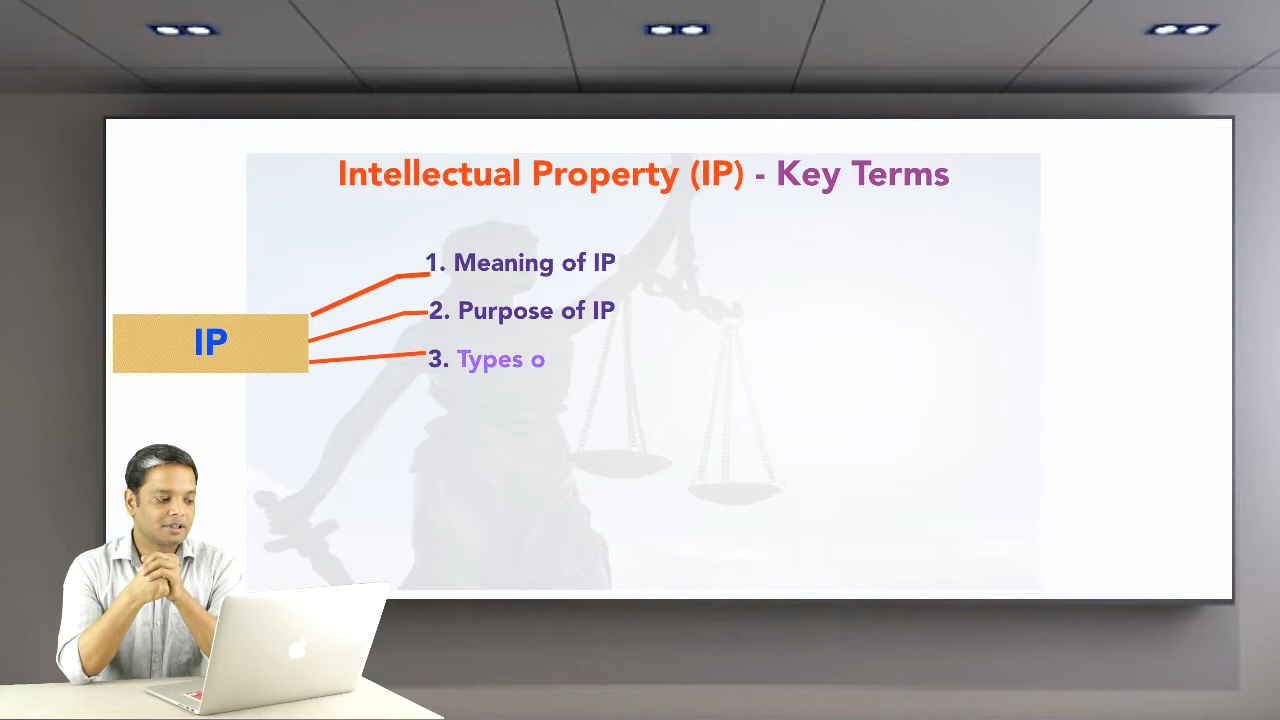 Intellectual Property (IP) - Key Terms
1. Meaning of IP
2. Purpose of IP
IP
3. Types o